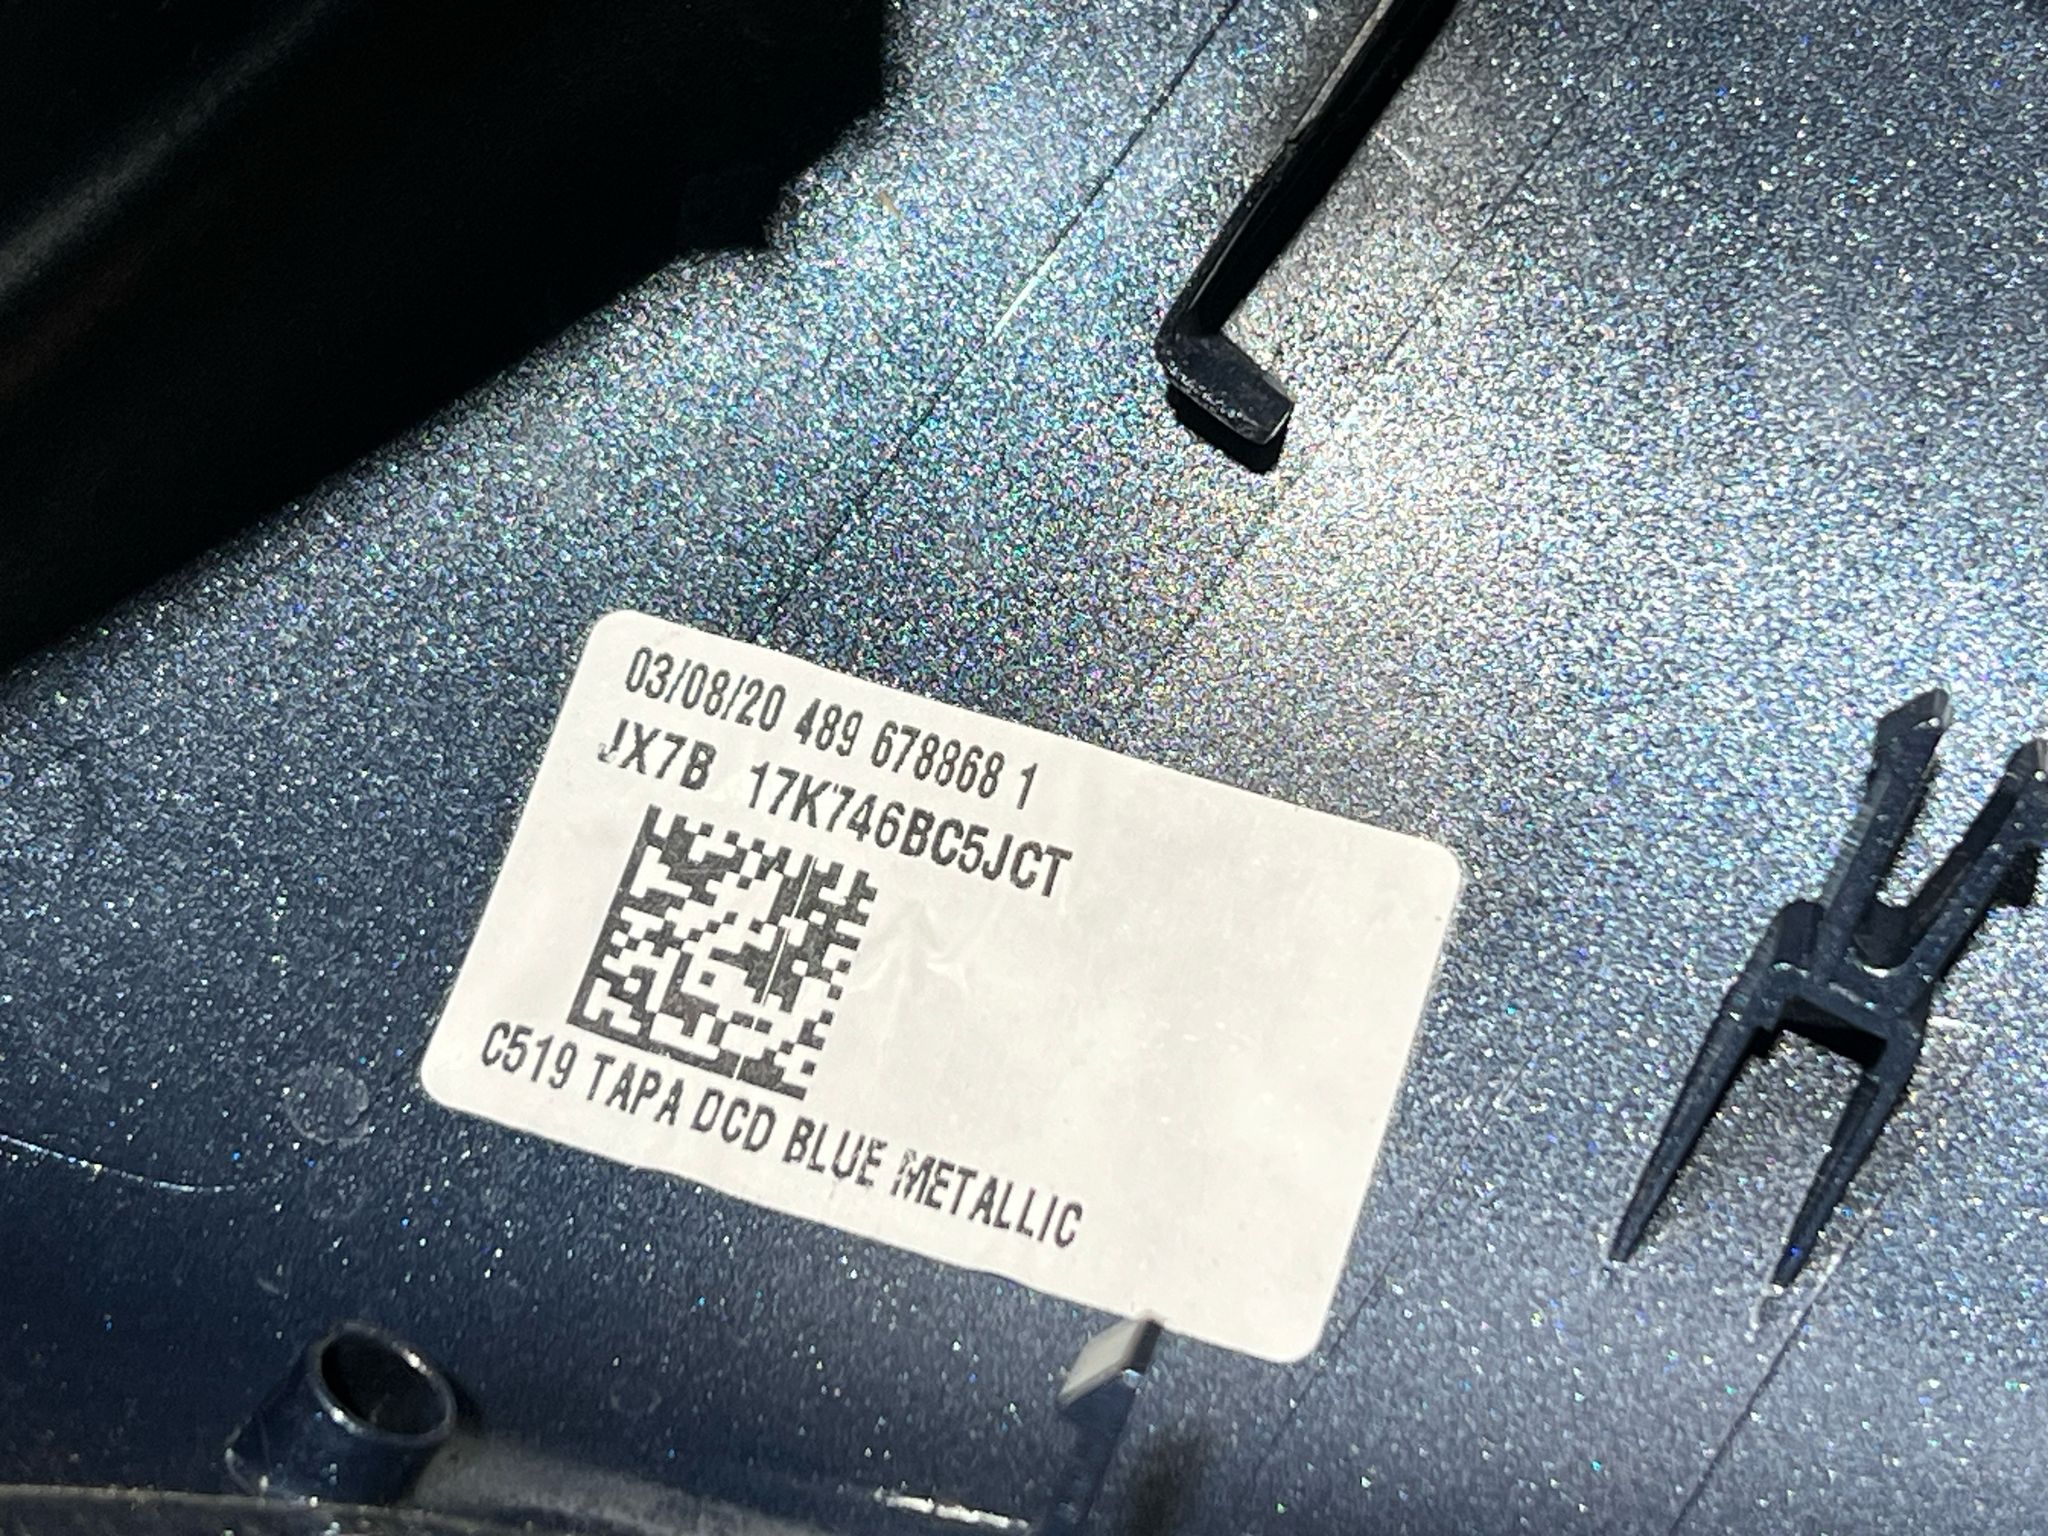 03/08/20 489 678868 1
JX7B 17K746BC5JCT
C519 TAPA DCD BLUE METALLIC